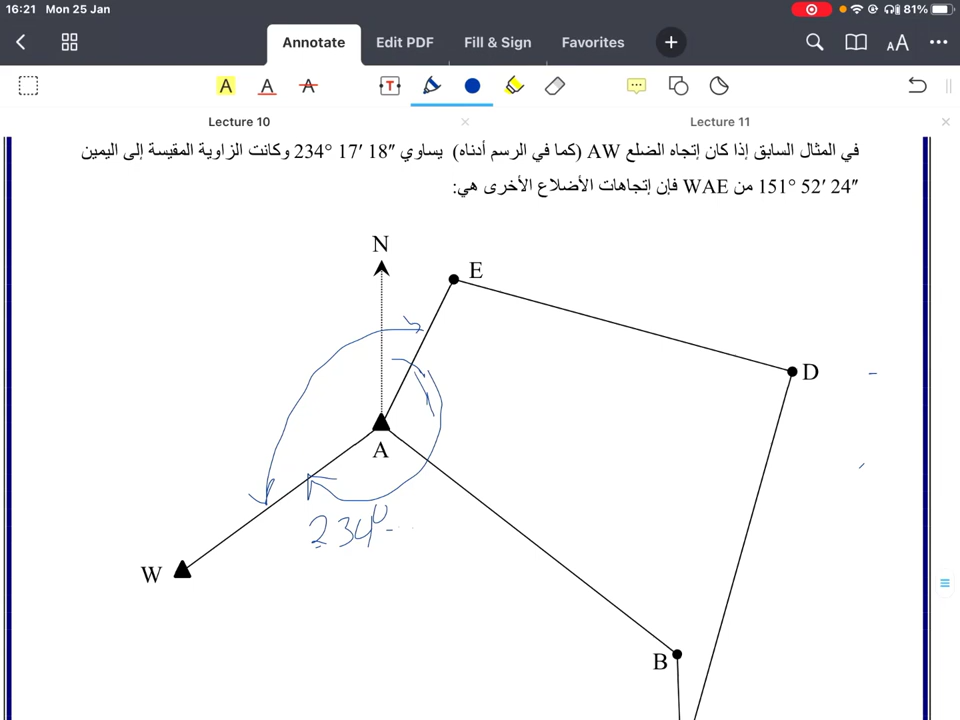 16:21 Mon 25 Jan 81%
Annotate Edit PDF Fill & Sign Favorites
Lecture 10 Lecture 11
في المثال السابق إذا كان إتجاه الضلع AW (كما في الرسم أدناه) يساوي 234° 17′ 18″ وكانت الزاوية المقيسة إلى اليمين
من WAE 151° 52′ 24″ فإن إتجاهات الأضلاع الأخرى هي:
N
E
D
A
234°
W
B